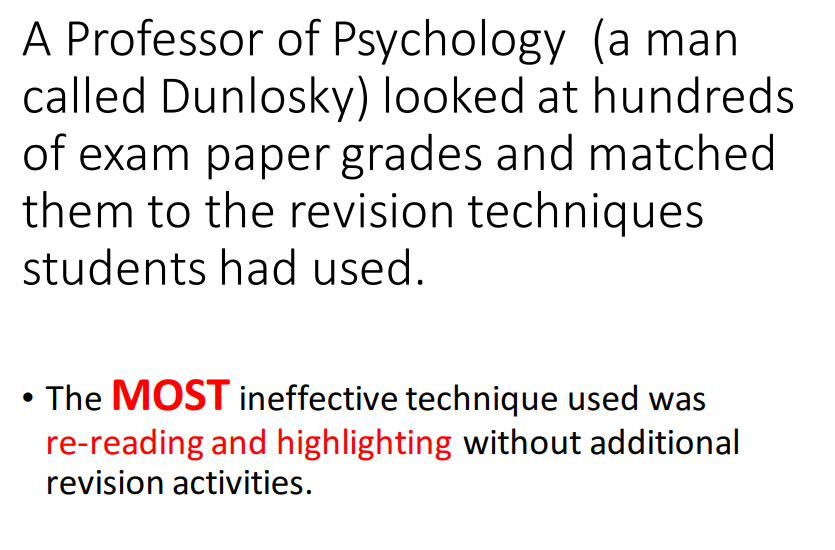 A Professor of Psychology  (a man
called Dunlosky) looked at hundreds
of exam paper grades and matched
them to the revision techniques
students had used.
• The MOST ineffective technique used was
re-reading and highlighting without additional
revision activities.